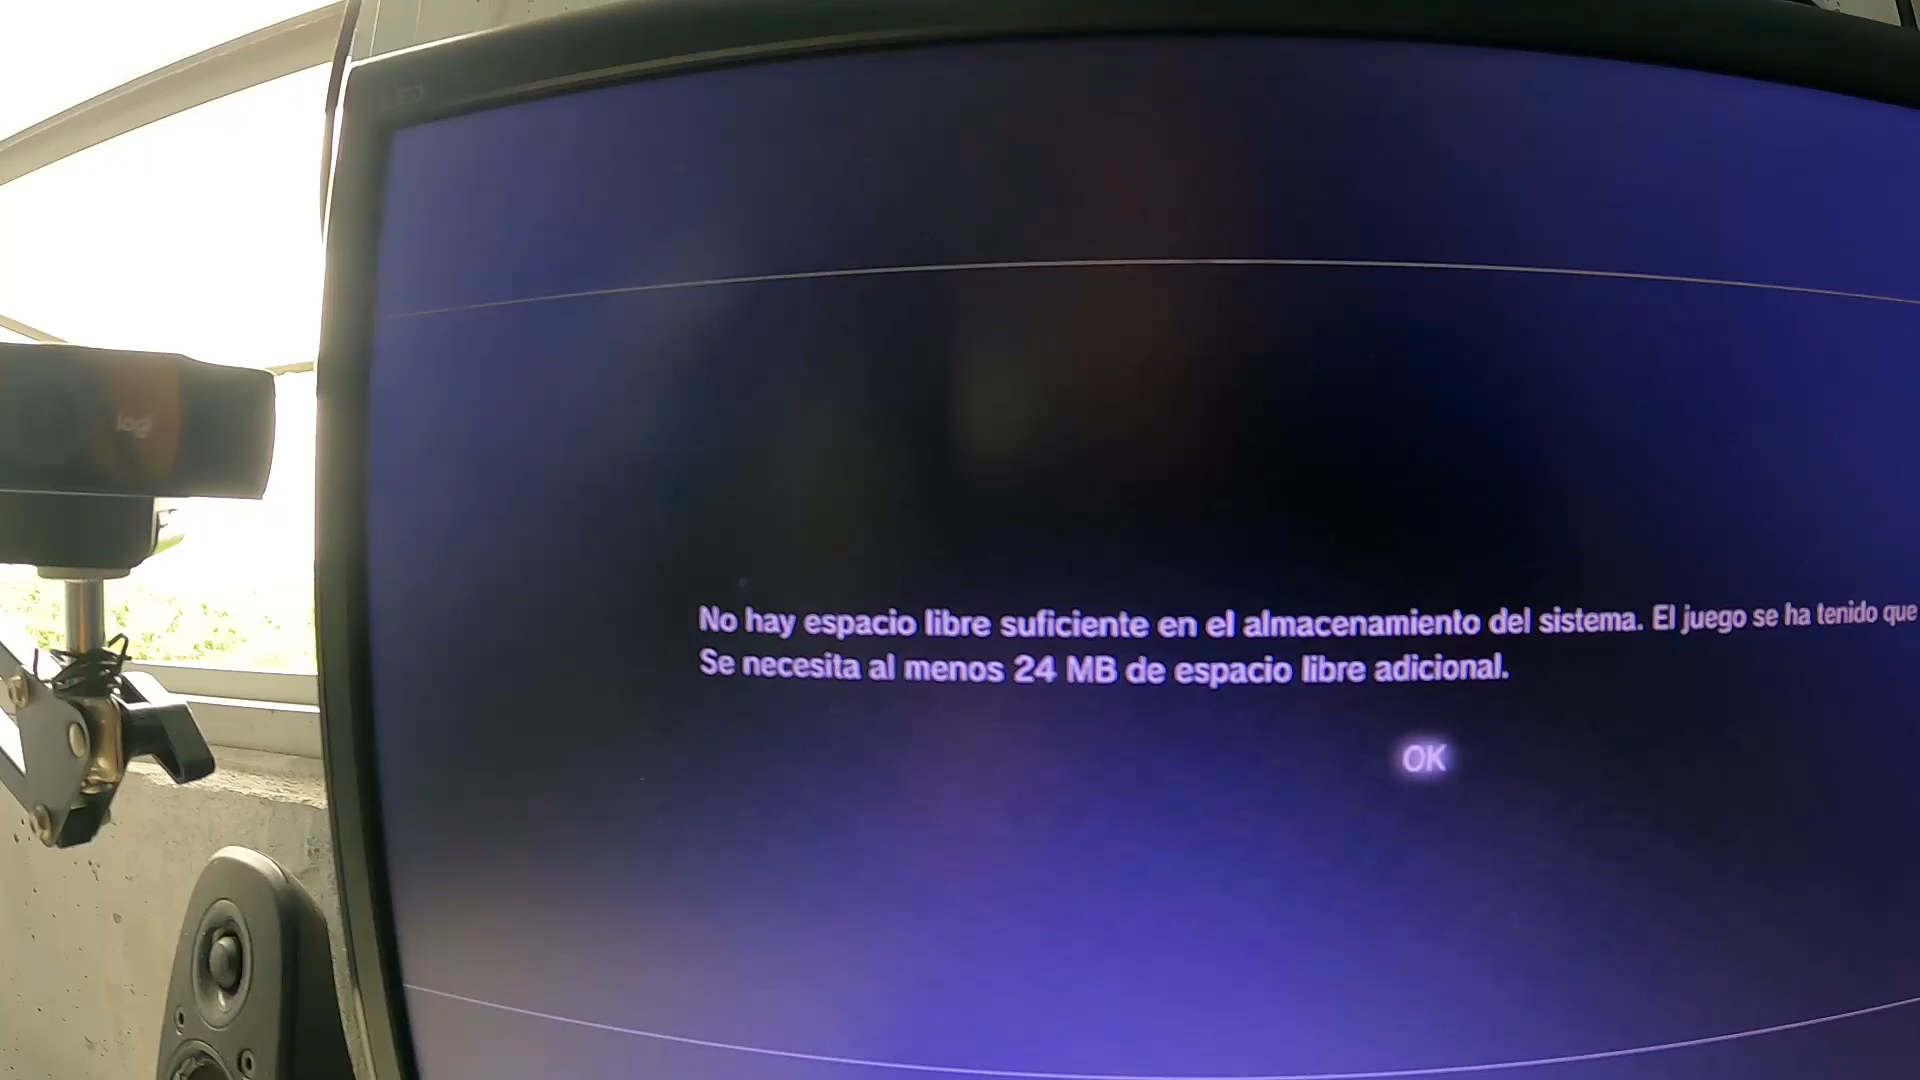 logi
No hay espacio libre suficiente en el almacenamiento del sistema. El juego se ha tenido que
Se necesita al menos 24 MB de espacio libre adicional.
OK